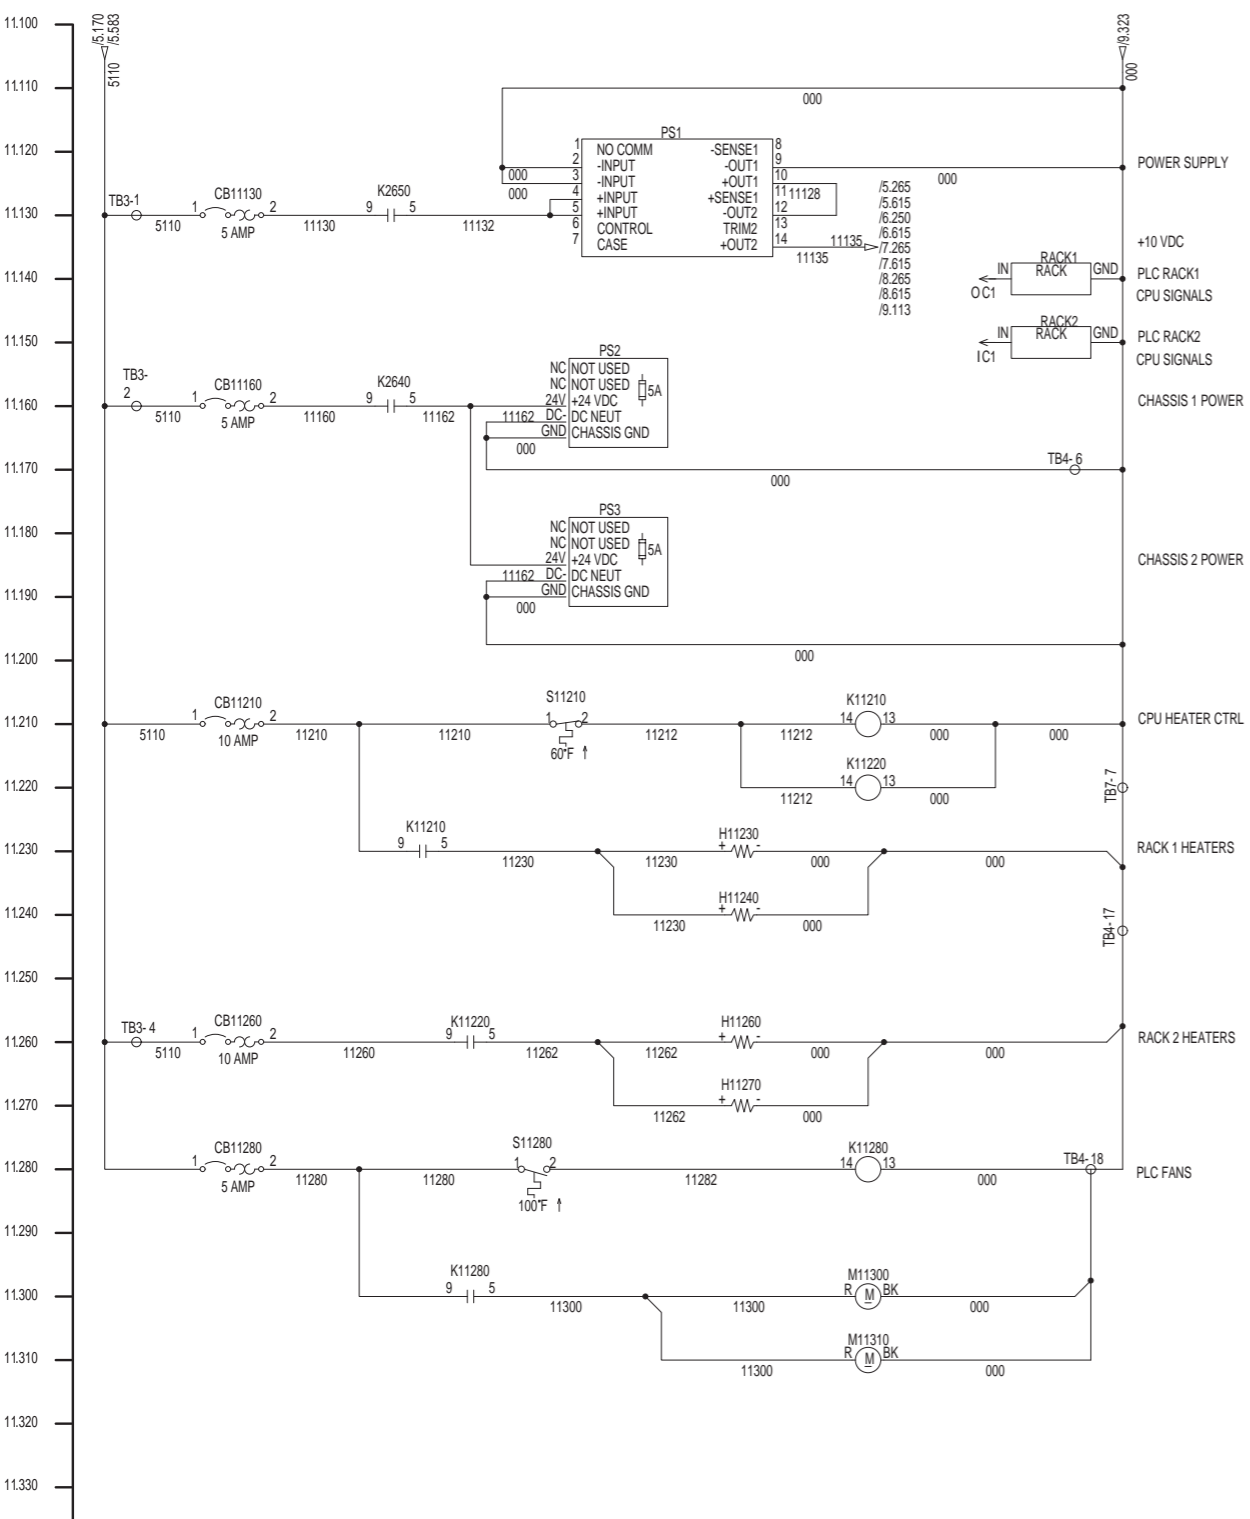 11.100
/5.170
/5.583
5110
/9.323
000
11.110
000
11.120
PS1
1 NO COMM -SENSE1 8
2 -INPUT -OUT1 9
000 3 -INPUT +OUT1 10
000 4 +INPUT +SENSE1 11 11128
5 +INPUT -OUT2 12
6 CONTROL TRIM2 13
7 CASE +OUT2 14 11135
11135
000
POWER SUPPLY
/5.265
/5.615
/6.250
/6.615
/7.265
/7.615
/8.265
/8.615
/9.113
11.130
TB3-1
5110
1 CB11130 2
5 AMP
11130
K2650
9 5
11132
+10 VDC
11.140
RACK1
IN RACK GND
OC1
PLC RACK1
CPU SIGNALS
11.150
RACK2
IN RACK GND
IC1
PLC RACK2
CPU SIGNALS
PS2
NC NOT USED
NC NOT USED
24V +24 VDC 5A
11162 DC- DC NEUT
GND CHASSIS GND
000
11.160
TB3-
2
5110
1 CB11160 2
5 AMP
11160
K2640
9 5
11162
CHASSIS 1 POWER
11.170
TB4- 6
000
11.180
PS3
NC NOT USED
NC NOT USED
24V +24 VDC 5A
11162 DC- DC NEUT
GND CHASSIS GND
000
CHASSIS 2 POWER
11.190
11.200
000
11.210
5110
1 CB11210 2
10 AMP
11210
11210
S11210
1 2
60°F
11212
11212
K11210
14 13
000
000
CPU HEATER CTRL
11.220
K11220
14 13
11212
000
TB7- 7
11.230
K11210
9 5
11230
11230
H11230
+ -
000
000
RACK 1 HEATERS
11.240
H11240
+ -
11230
000
TB4- 17
11.250
11.260
TB3- 4
5110
1 CB11260 2
10 AMP
11260
K11220
9 5
11262
11262
H11260
+ -
000
000
RACK 2 HEATERS
11.270
H11270
+ -
11262
000
11.280
1 CB11280 2
5 AMP
11280
11280
S11280
1 2
100°F
11282
K11280
14 13
000
TB4- 18
PLC FANS
11.290
11.300
K11280
9 5
11300
11300
M11300
R M BK
000
11.310
M11310
R M BK
11300
000
11.320
11.330